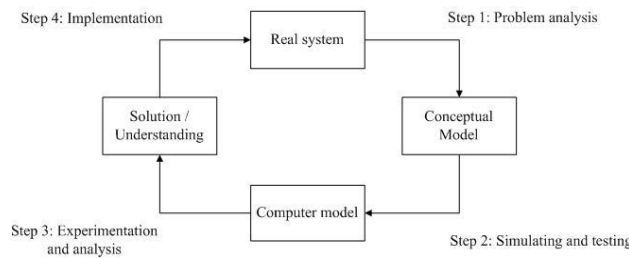 Step 4: Implementation
Real system
Step 1: Problem analysis
Solution /
Understanding
Conceptual
Model
Computer model
Step 3: Experimentation
and analysis
Step 2: Simulating and testing